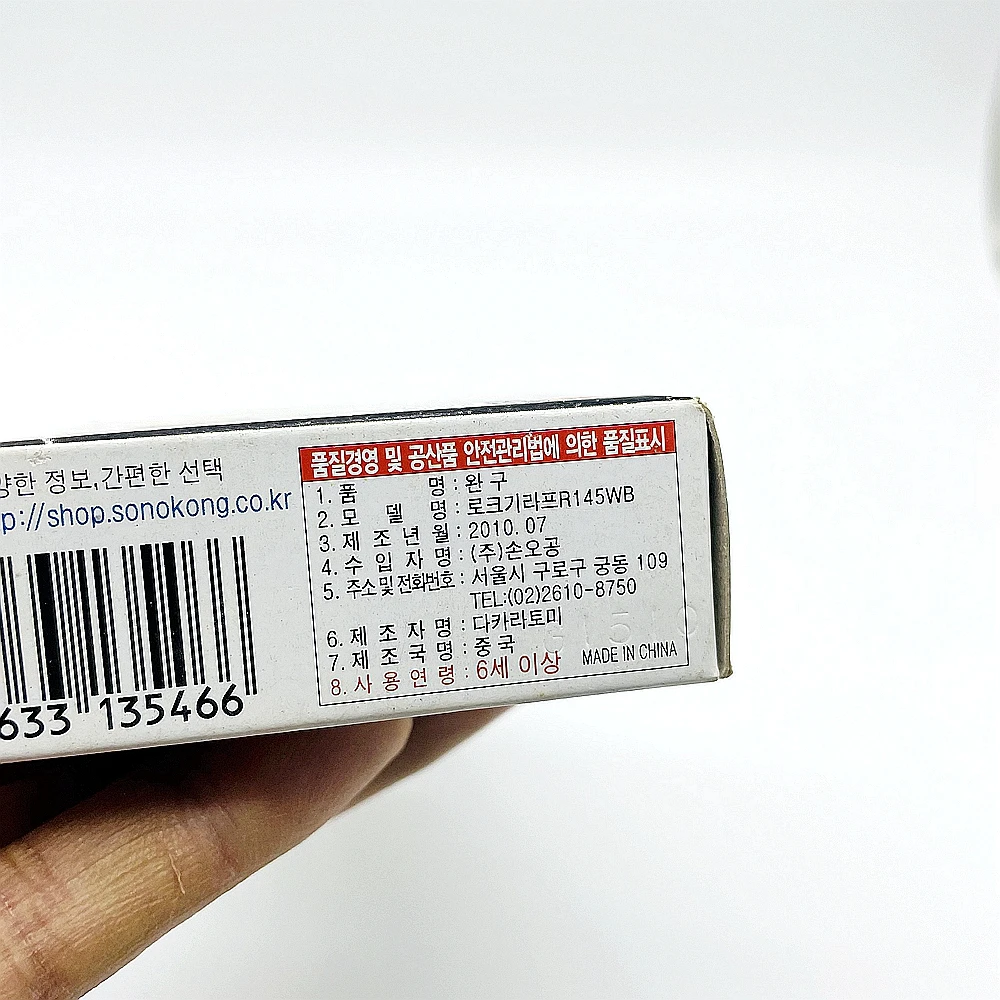 양한 정보,간편한 선택
p://shop.sonokong.co.kr
633 135466
품질경영 및 공산품 안전관리법에 의한 품질표시
1. 품 명 : 완 구
2. 모 델 명 : 로크기라프R145WB
3. 제 조 년 월 : 2010. 07
4. 수 입 자 명 : (주)손오공
5. 주소및전화번호 : 서울시 구로구 궁동 109
TEL:(02)2610-8750
6. 제 조 자 명 : 다카라토미
7. 제 조 국 명 : 중 국
8. 사 용 연 령 : 6세 이상
MADE IN CHINA